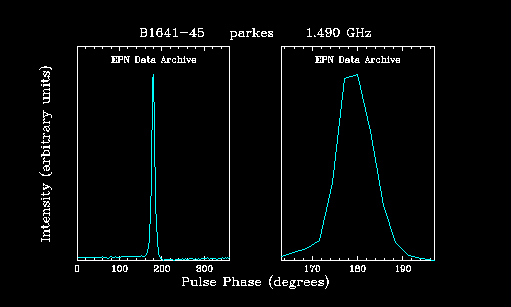 B1641-45 parkes 1.490 GHz
EPN Data Archive EPN Data Archive
Intensity (arbitrary units)
0 100 200 300 170 180 190
Pulse Phase (degrees)